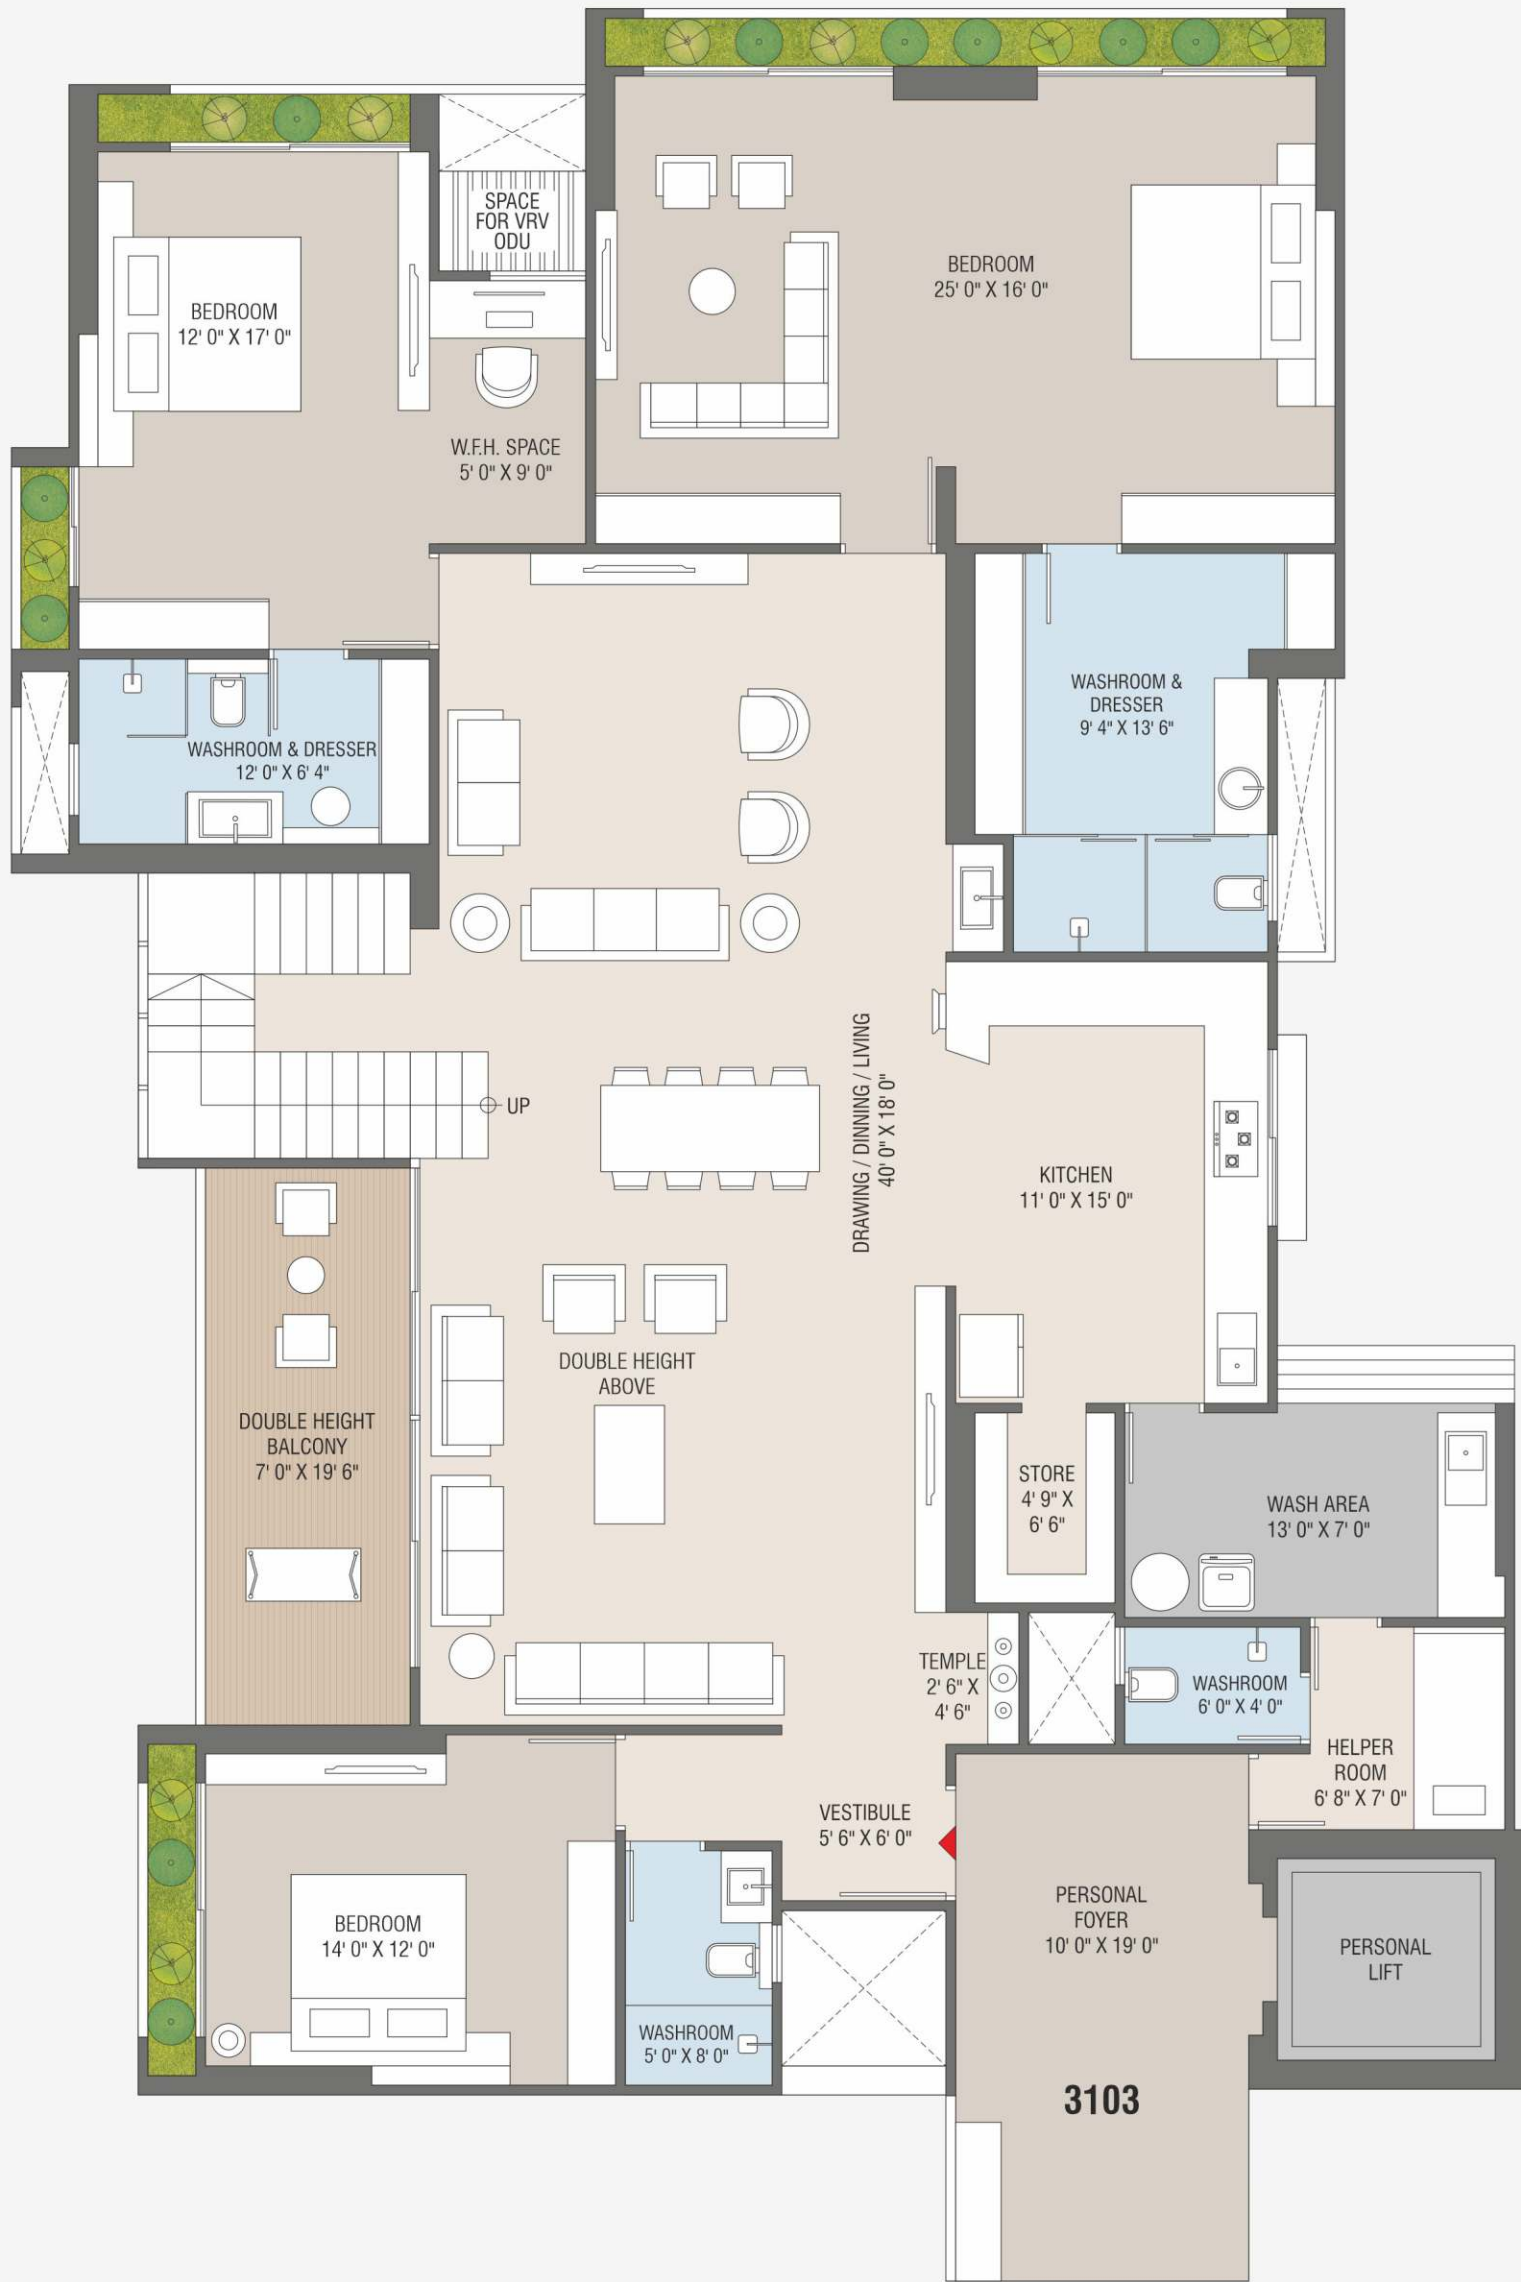 SPACE
FOR VRV
ODU
BEDROOM
25' 0" X 16' 0"
BEDROOM
12' 0" X 17' 0"
W.F.H. SPACE
5' 0" X 9' 0"
WASHROOM &
DRESSER
9' 4" X 13' 6"
WASHROOM & DRESSER
12' 0" X 6' 4"
DRAWING / DINNING / LIVING
40' 0" X 18' 0"
UP
KITCHEN
11' 0" X 15' 0"
DOUBLE HEIGHT
ABOVE
DOUBLE HEIGHT
BALCONY
7' 0" X 19' 6"
STORE
4' 9" X
6' 6"
WASH AREA
13' 0" X 7' 0"
TEMPLE
2' 6" X
4' 6"
WASHROOM
6' 0" X 4' 0"
HELPER
ROOM
6' 8" X 7' 0"
VESTIBULE
5' 6" X 6' 0"
PERSONAL
FOYER
10' 0" X 19' 0"
BEDROOM
14' 0" X 12' 0"
PERSONAL
LIFT
WASHROOM
5' 0" X 8' 0"
3103